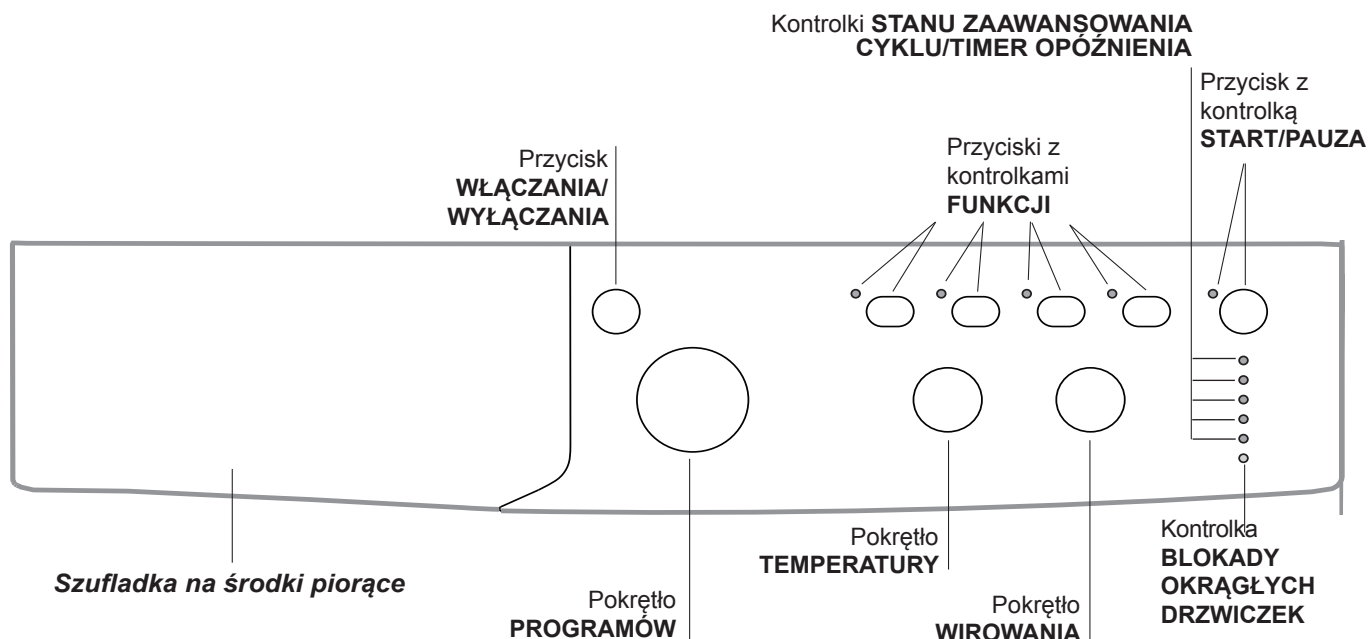 Kontrolki STANU ZAAWANSOWANIA
CYKLU/TIMER OPÓŹNIENIA
Przycisk z
kontrolką
START/PAUZA
Przyciski z
kontrolkami
FUNKCJI
Przycisk
WŁĄCZANIA/
WYŁĄCZANIA
Szufladka na środki piorące
Pokrętło
PROGRAMÓW
Pokrętło
TEMPERATURY
Pokrętło
WIROWANIA
Kontrolka
BLOKADY
OKRĄGŁYCH
DRZWICZEK